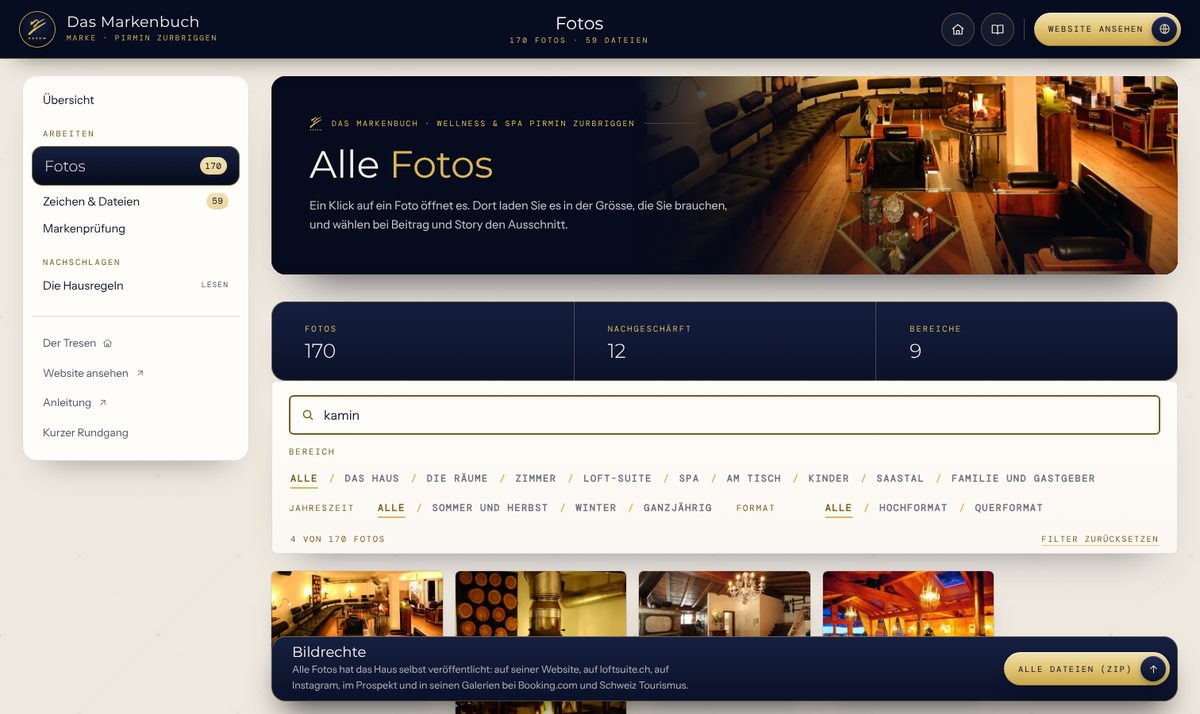 Das Markenbuch
MARKE · PIRMIN ZURBRIGGEN
Fotos
170 FOTOS · 59 DATEIEN
WEBSITE ANSEHEN
Übersicht
ARBEITEN
Fotos 170
Zeichen & Dateien 59
Markenprüfung
NACHSCHLAGEN
Die Hausregeln LESEN
Der Tresen
Website ansehen
Anleitung
Kurzer Rundgang
DAS MARKENBUCH · WELLNESS & SPA PIRMIN ZURBRIGGEN
Alle Fotos
Ein Klick auf ein Foto öffnet es. Dort laden Sie es in der Grösse, die Sie brauchen,
und wählen bei Beitrag und Story den Ausschnitt.
FOTOS
170
NACHGESCHÄRFT
12
BEREICHE
9
kamin
BEREICH
ALLE / DAS HAUS / DIE RÄUME / ZIMMER / LOFT-SUITE / SPA / AM TISCH / KINDER / SAASTAL / FAMILIE UND GASTGEBER
JAHRESZEIT ALLE / SOMMER UND HERBST / WINTER / GANZJÄHRIG FORMAT ALLE / HOCHFORMAT / QUERFORMAT
4 VON 170 FOTOS
FILTER ZURÜCKSETZEN
Bildrechte
Alle Fotos hat das Haus selbst veröffentlicht: auf seiner Website, auf loftsuite.ch, auf
Instagram, im Prospekt und in seinen Galerien bei Booking.com und Schweiz Tourismus.
ALLE DATEIEN (ZIP)